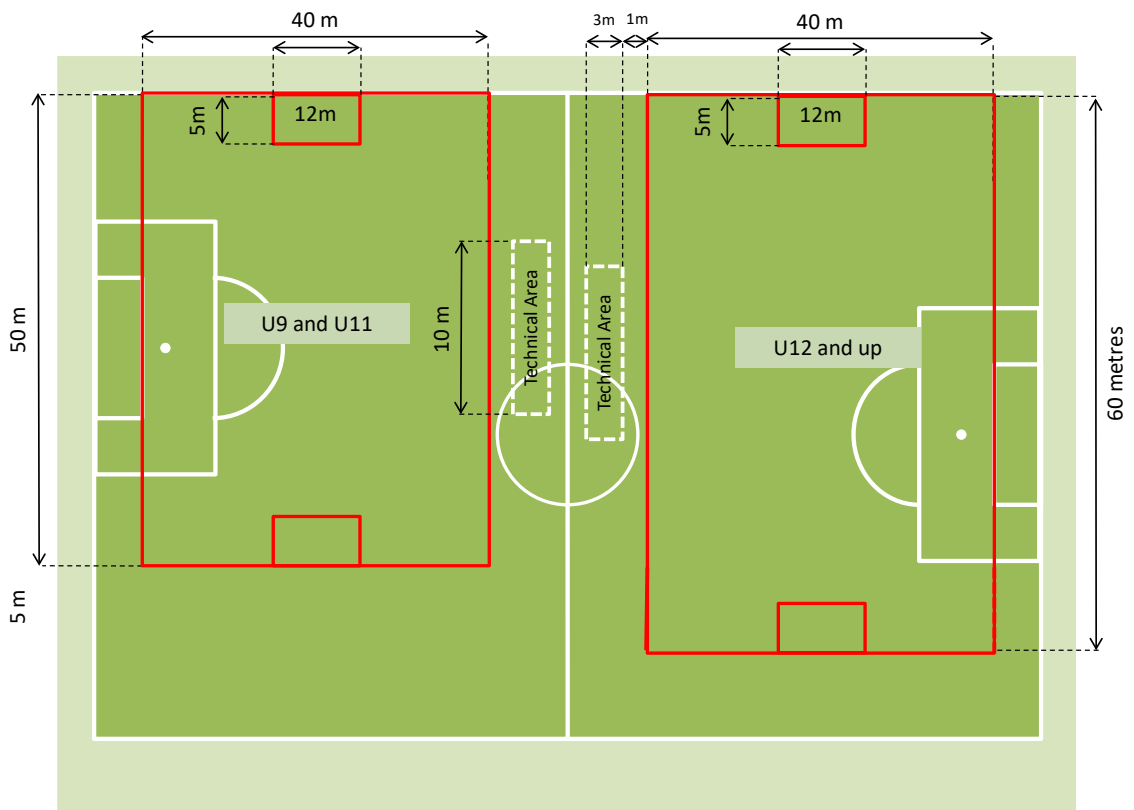 40 m
3m
1m
40 m
5m
12m
5m
12m
50 m
10 m
Technical Area
Technical Area
U9 and U11
U12 and up
60 metres
5 m